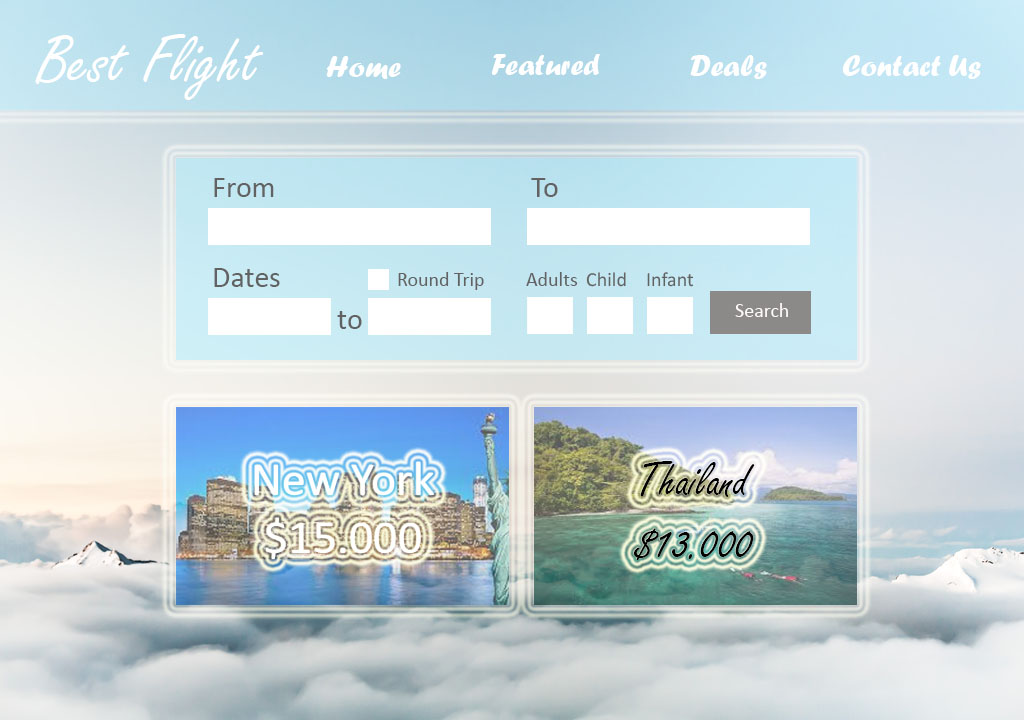 Best Flight
Home Featured Deals Contact Us
From To
Dates Round Trip Adults Child Infant
to Search
New York
$15.000
Thailand
$13.000